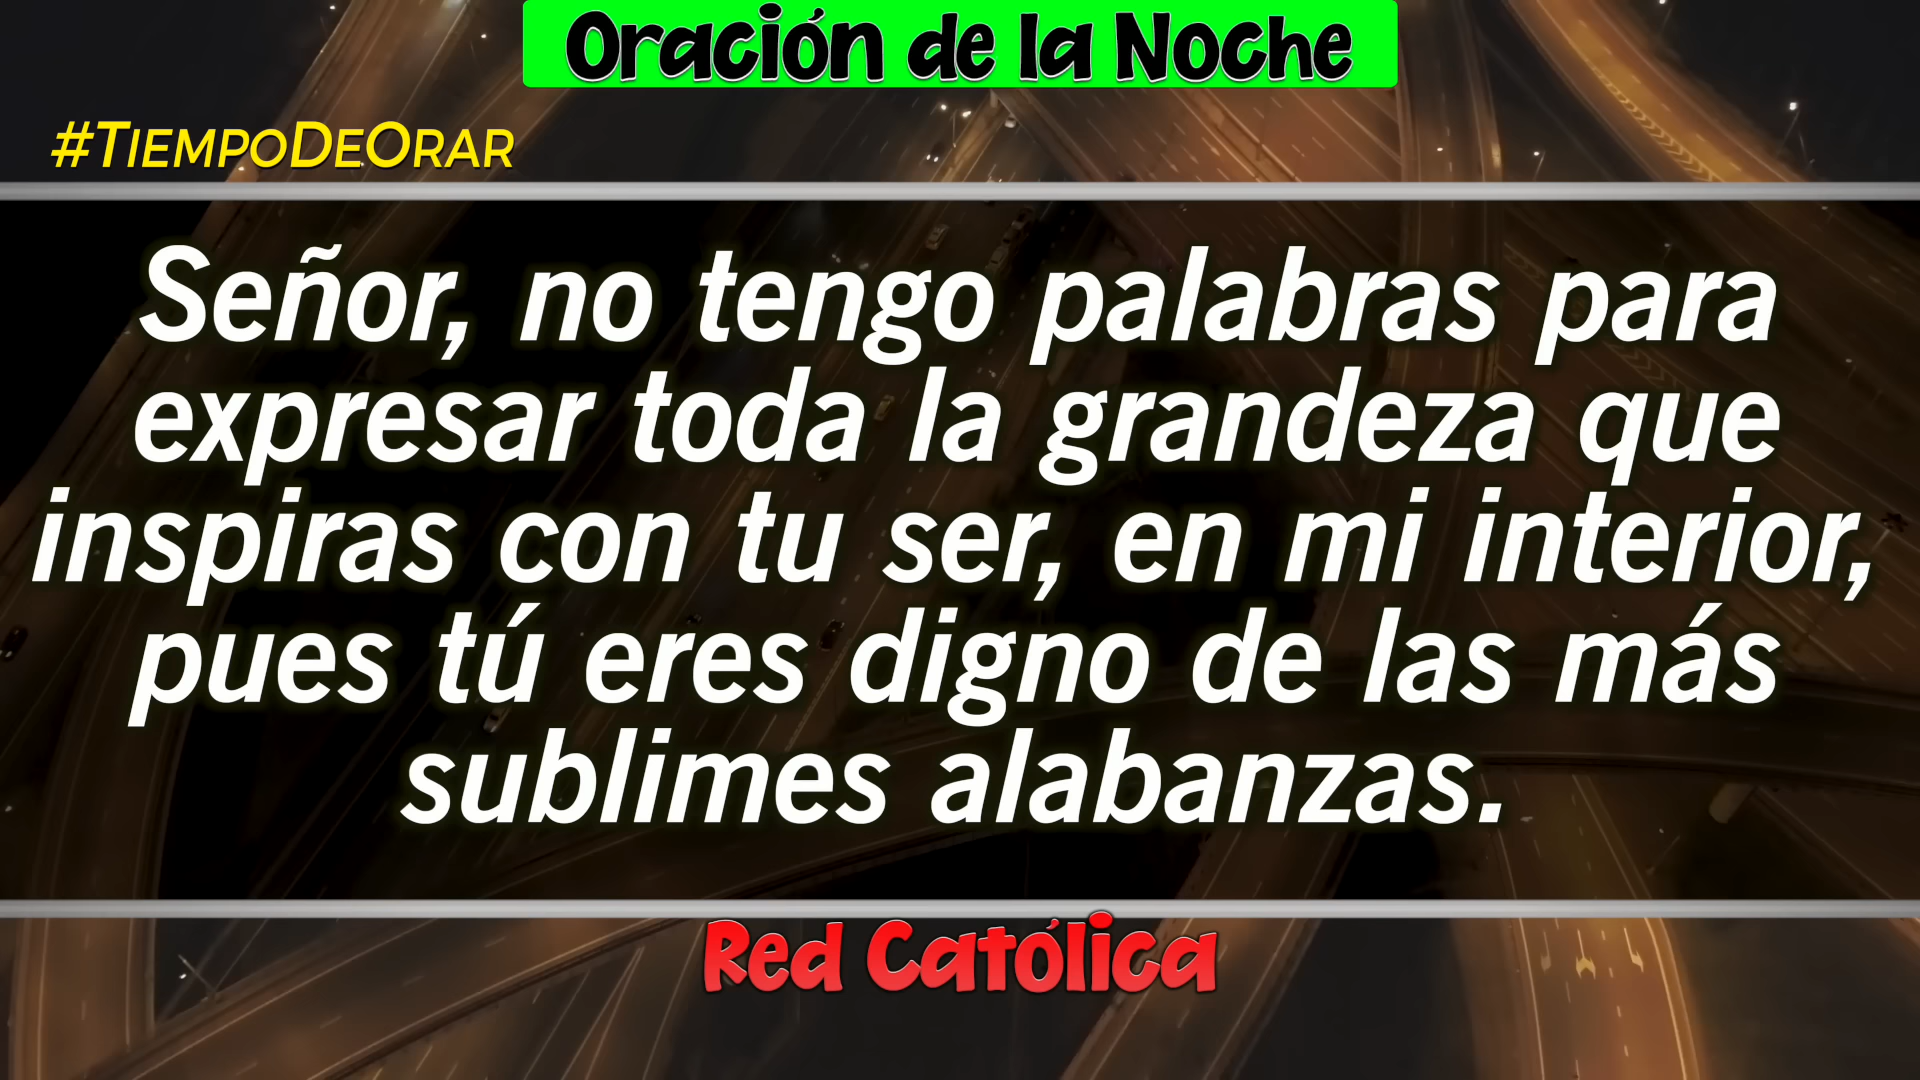 Oración de la Noche
#TIEMPODEORAR
Señor, no tengo palabras para
expresar toda la grandeza que
inspiras con tu ser, en mi interior,
pues tú eres digno de las más
sublimes alabanzas.
Red Católica